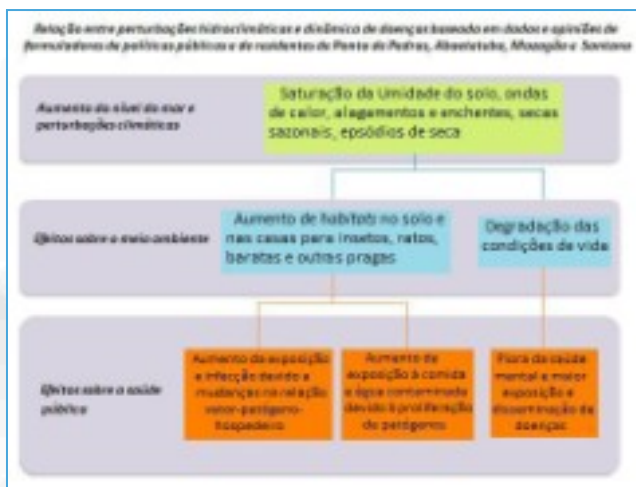 Relação entre perturbações hidroclimáticas e dinâmica de doenças baseado em dados e opiniões de
formuladores de políticas públicas e de residentes de Ponta de Pedras, Abaetetuba, Mazagão e Santana
Aumento do nível do mar e
perturbações climáticas
Saturação da Umidade do solo, ondas
de calor, alagamentos e enchentes, secas
sazonais, epsódios de seca
Efeitos sobre o meio ambiente
Aumento de habitats no solo e
nas casas para insetos, ratos,
baratas e outras pragas
Degradação das
condições de vida
Efeitos sobre a saúde
pública
Aumento da exposição
e infecção devido a
mudanças na relação
vetor-patógeno-
hospedeiro
Aumento da
exposição à comida
e água contaminada
devido à proliferação
de patógenos
Piora da saúde
mental e maior
exposição e
disseminação de
doenças